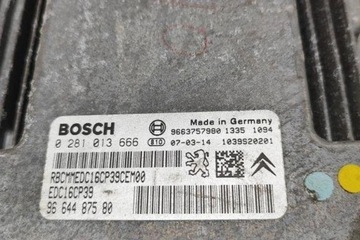 BOSCH
Made in Germany
9663757980 1335 1094
0 281 013 666 E10 07-03-14 1039S20201
RBCMMEDC16CP39CEM00
EDC16CP39
96 644 875 80